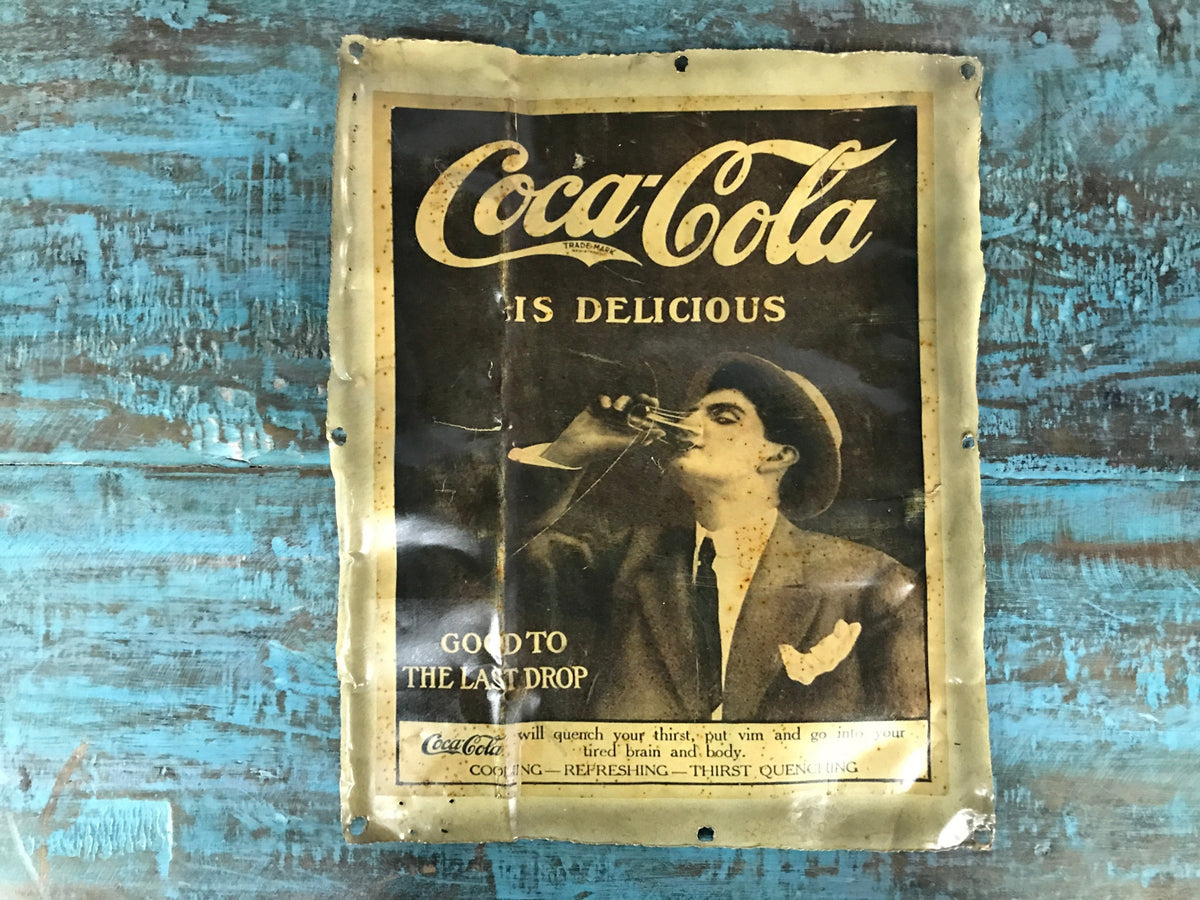 Coca-Cola
TRADE-MARK
IS DELICIOUS
GOOD TO
THE LAST DROP
Coca-Cola will quench your thirst, put vim and go into your
tired brain and body.
COOLING — REFRESHING — THIRST QUENCHING